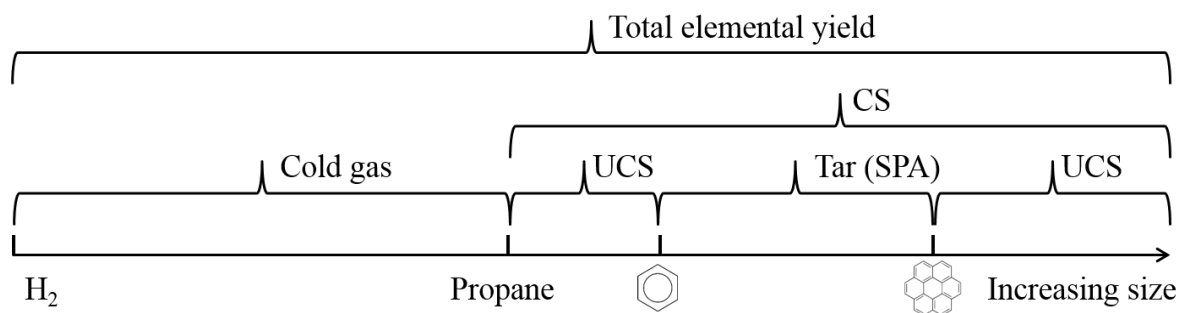 Total elemental yield
CS
Cold gas
UCS
Tar (SPA)
UCS
H₂
Propane
Increasing size